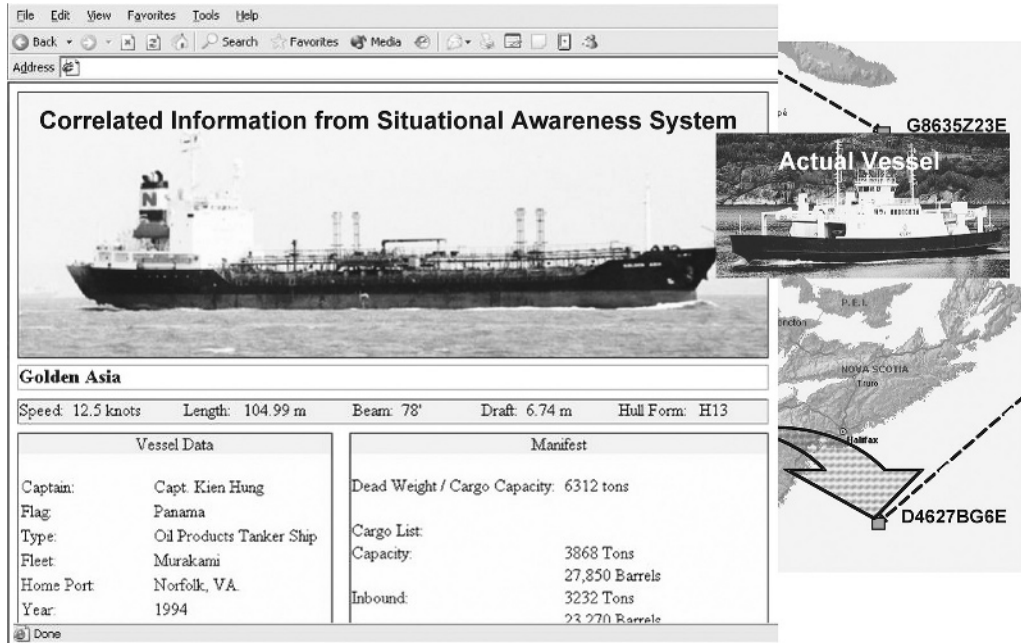 File Edit View Favorites Tools Help
Back Search Favorites Media
Address
Correlated Information from Situational Awareness System
G8635Z23E
Actual Vessel
N
P.E.I.
NOVA SCOTIA
Truro
Halifax
D4627BG6E
Golden Asia
Speed: 12.5 knots Length: 104.99 m Beam: 78' Draft: 6.74 m Hull Form: H13
Vessel Data
Captain: Capt. Kien Hung
Flag: Panama
Type: Oil Products Tanker Ship
Fleet: Murakami
Home Port: Norfolk, VA.
Year: 1994
Manifest
Dead Weight / Cargo Capacity: 6312 tons
Cargo List:
Capacity: 3868 Tons
27,850 Barrels
Inbound: 3232 Tons
23,270 Barrels
Done